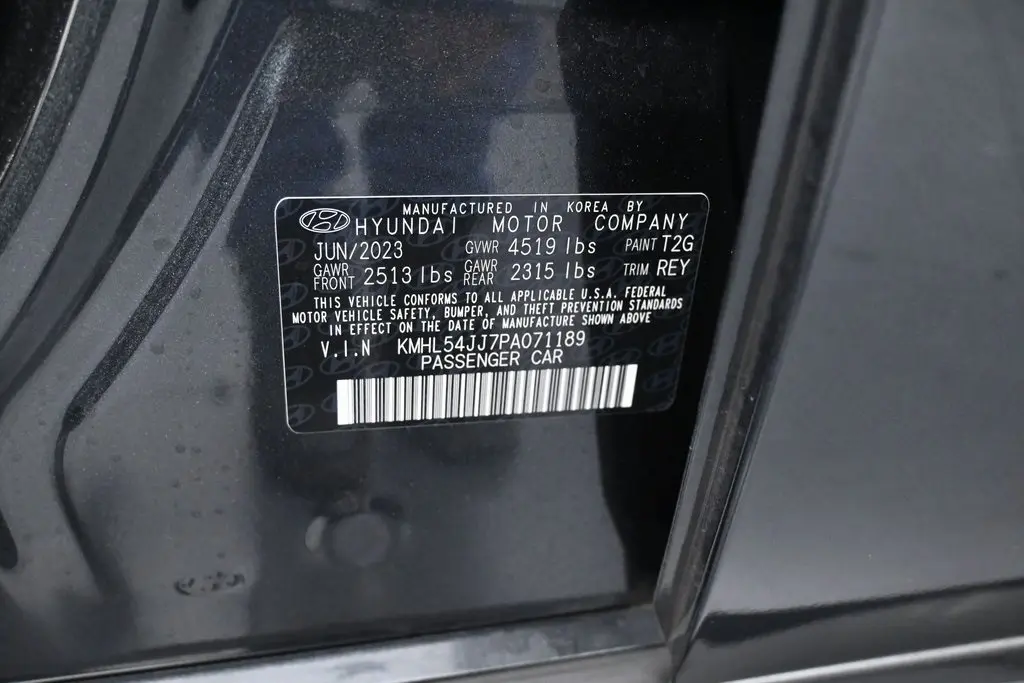 MANUFACTURED IN KOREA BY
HYUNDAI MOTOR COMPANY
JUN/2023 GVWR 4519 lbs PAINT T2G
GAWR FRONT 2513 lbs GAWR REAR 2315 lbs TRIM REY
THIS VEHICLE CONFORMS TO ALL APPLICABLE U.S.A. FEDERAL
MOTOR VEHICLE SAFETY, BUMPER, AND THEFT PREVENTION STANDARDS
IN EFFECT ON THE DATE OF MANUFACTURE SHOWN ABOVE
V.I.N KMHL54JJ7PA071189
PASSENGER CAR